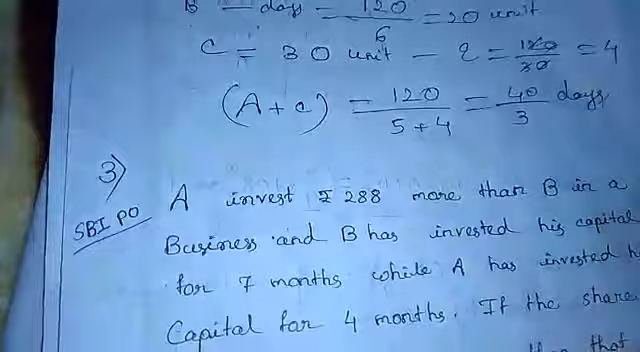 B — days = 120/6 = 20 unit
C = 30 unit – 2 = 120/30 = 4
(A+C) = 120/5+4 = 40/3 days
3)
SBI PO
A invest ₹ 288 more than B in a
Business and B has invested his capital
for 7 months while A has invested h
Capital for 4 months. If the share
that